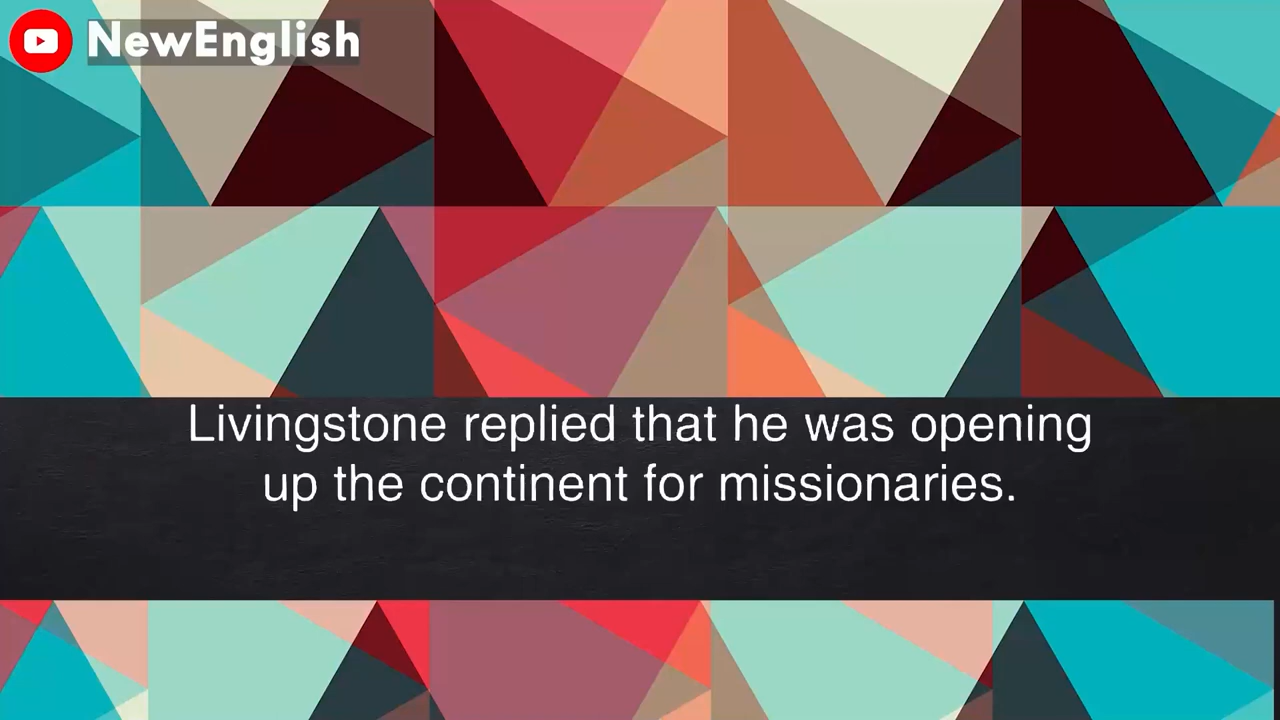 NewEnglish
Livingstone replied that he was opening
up the continent for missionaries.